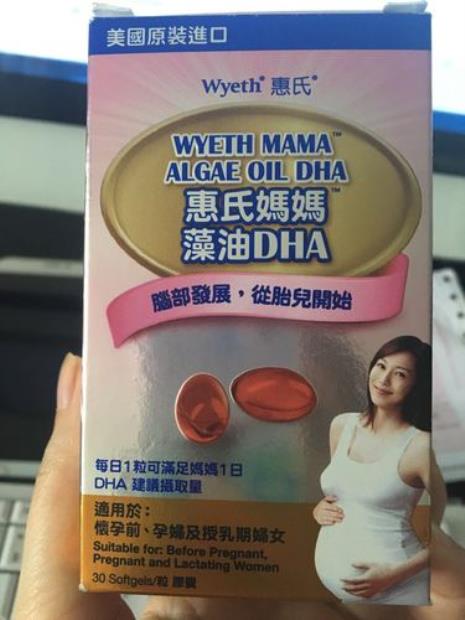 美國原裝進口
Wyeth® 惠氏®
WYETH MAMA™
ALGAE OIL DHA
惠氏媽媽™
藻油DHA
腦部發展，從胎兒開始
每日1粒可滿足媽媽1日
DHA 建議攝取量
適用於：
懷孕前、孕婦及授乳期婦女
Suitable for: Before Pregnant,
Pregnant and Lactating Women
30 Softgels/粒 膠囊